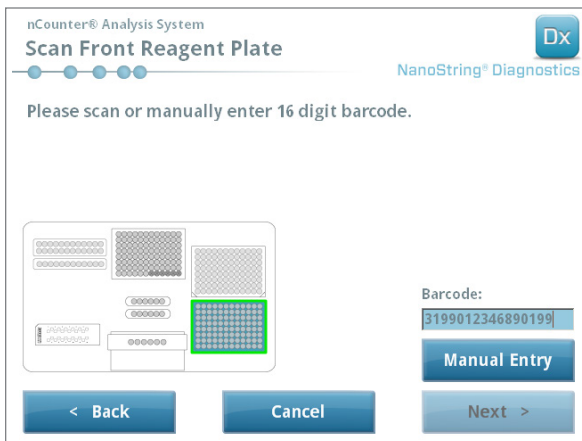 nCounter® Analysis System
Scan Front Reagent Plate
Dx
NanoString® Diagnostics
Please scan or manually enter 16 digit barcode.
Barcode:
3199012346890199
Manual Entry
< Back
Cancel
Next >